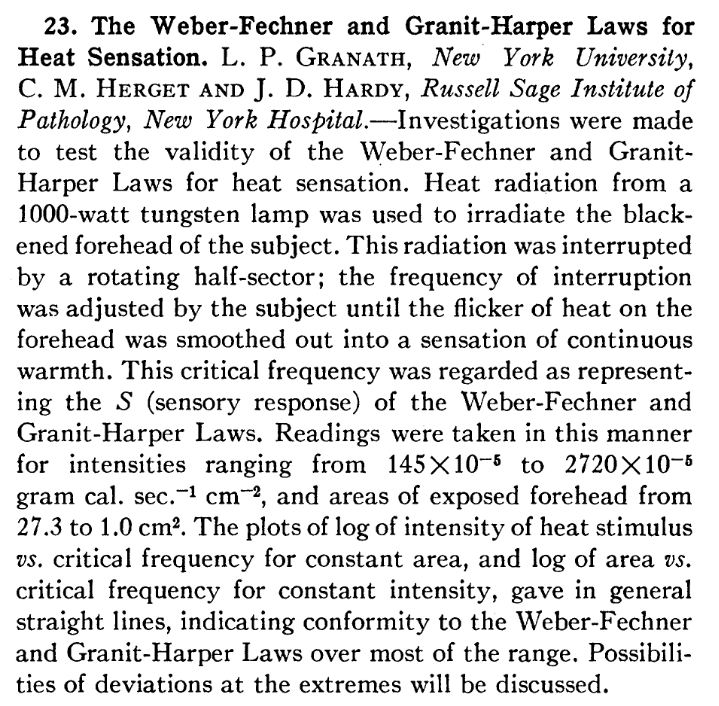 23. The Weber-Fechner and Granit-Harper Laws for
Heat Sensation. L. P. GRANATH, New York University,
C. M. HERGET AND J. D. HARDY, Russell Sage Institute of
Pathology, New York Hospital.—Investigations were made
to test the validity of the Weber-Fechner and Granit-
Harper Laws for heat sensation. Heat radiation from a
1000-watt tungsten lamp was used to irradiate the black-
ened forehead of the subject. This radiation was interrupted
by a rotating half-sector; the frequency of interruption
was adjusted by the subject until the flicker of heat on the
forehead was smoothed out into a sensation of continuous
warmth. This critical frequency was regarded as represent-
ing the S (sensory response) of the Weber-Fechner and
Granit-Harper Laws. Readings were taken in this manner
for intensities ranging from 145×10⁻⁵ to 2720×10⁻⁵
gram cal. sec.⁻¹ cm⁻², and areas of exposed forehead from
27.3 to 1.0 cm². The plots of log of intensity of heat stimulus
vs. critical frequency for constant area, and log of area vs.
critical frequency for constant intensity, gave in general
straight lines, indicating conformity to the Weber-Fechner
and Granit-Harper Laws over most of the range. Possibili-
ties of deviations at the extremes will be discussed.